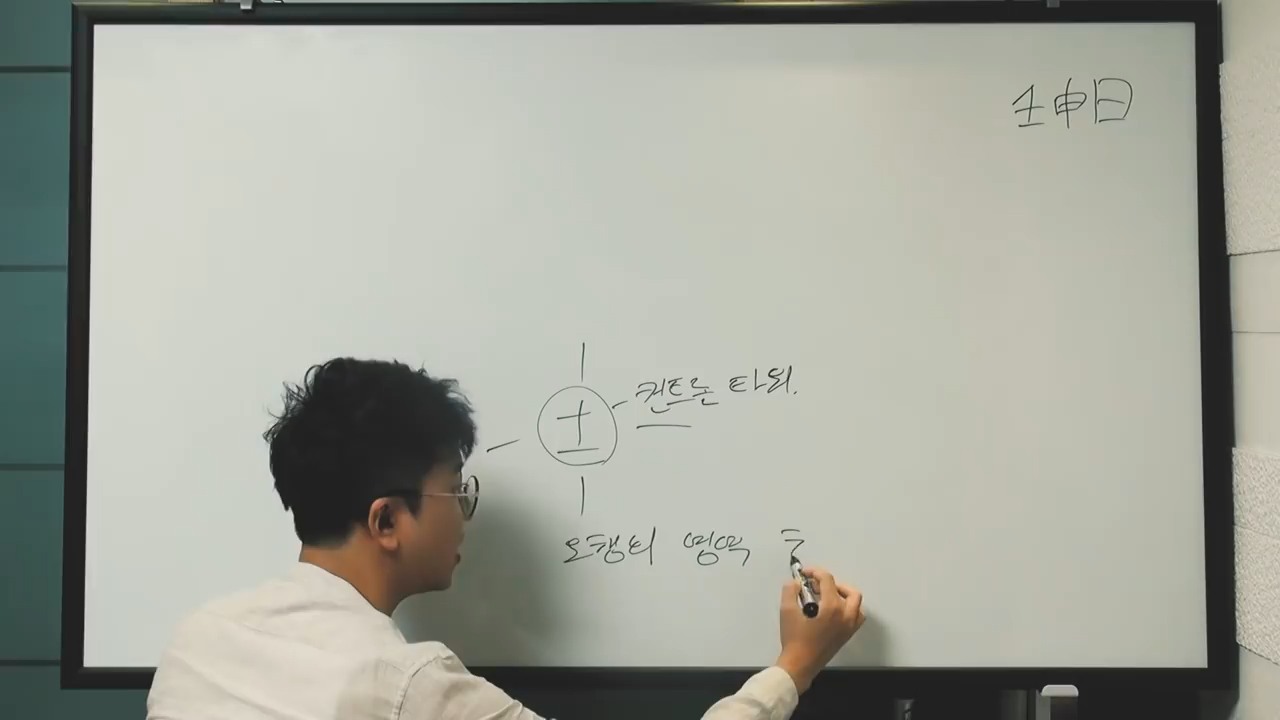 壬申日
컨트롤 타워.
土
오행의 영역